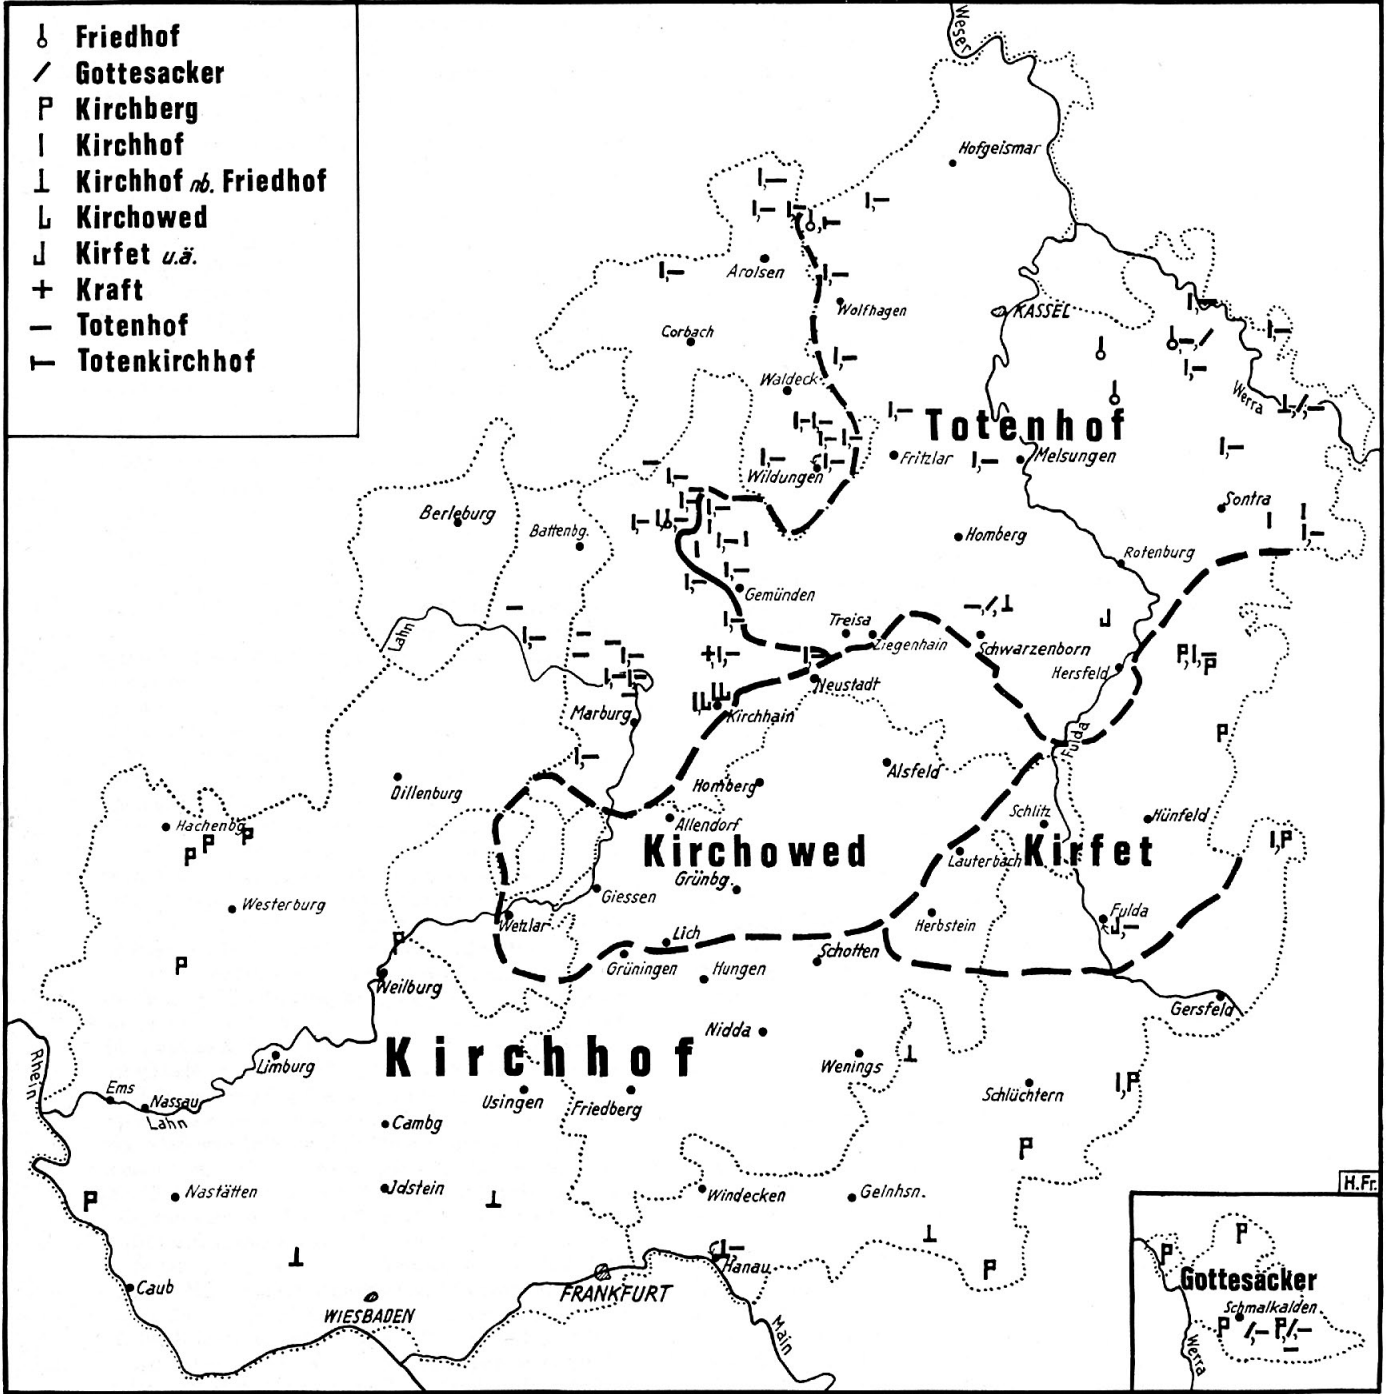 Friedhof
Gottesacker
Kirchberg
Kirchhof
Kirchhof nb. Friedhof
Kirchowed
Kirfet u.ä.
Kraft
Totenhof
Totenkirchhof
Weser
Hofgeismar
Arolsen
Wolfhagen
KASSEL
Corbach
Waldeck
Werra
Totenhof
Fritzlar
Melsungen
Wildungen
Sontra
Berleburg
Battenbg.
Homberg
Rotenburg
Gemünden
Lahn
Treisa
Ziegenhain
Schwarzenborn
Hersfeld
Neustadt
Marburg
Kirchhain
Fulda
Alsfeld
Homberg
Dillenburg
Hachenbg
Allendorf
Schlitz
Hünfeld
Kirchowed
Kirfet
Lauterbach
Grünbg.
Giessen
Westerburg
Wetzlar
Herbstein
Fulda
Lich
Schotten
Grüningen
Hungen
Weilburg
Gersfeld
Nidda
Kirchhof
Wenings
Rhein
Limburg
Ems
Nassau
Lahn
Usingen
Friedberg
Schlüchtern
Cambg
Nastätten
Jdstein
Windecken
Gelnhsn.
H.Fr.
Hanau
Caub
FRANKFURT
WIESBADEN
Main
Gottesacker
Schmalkalden
Werra